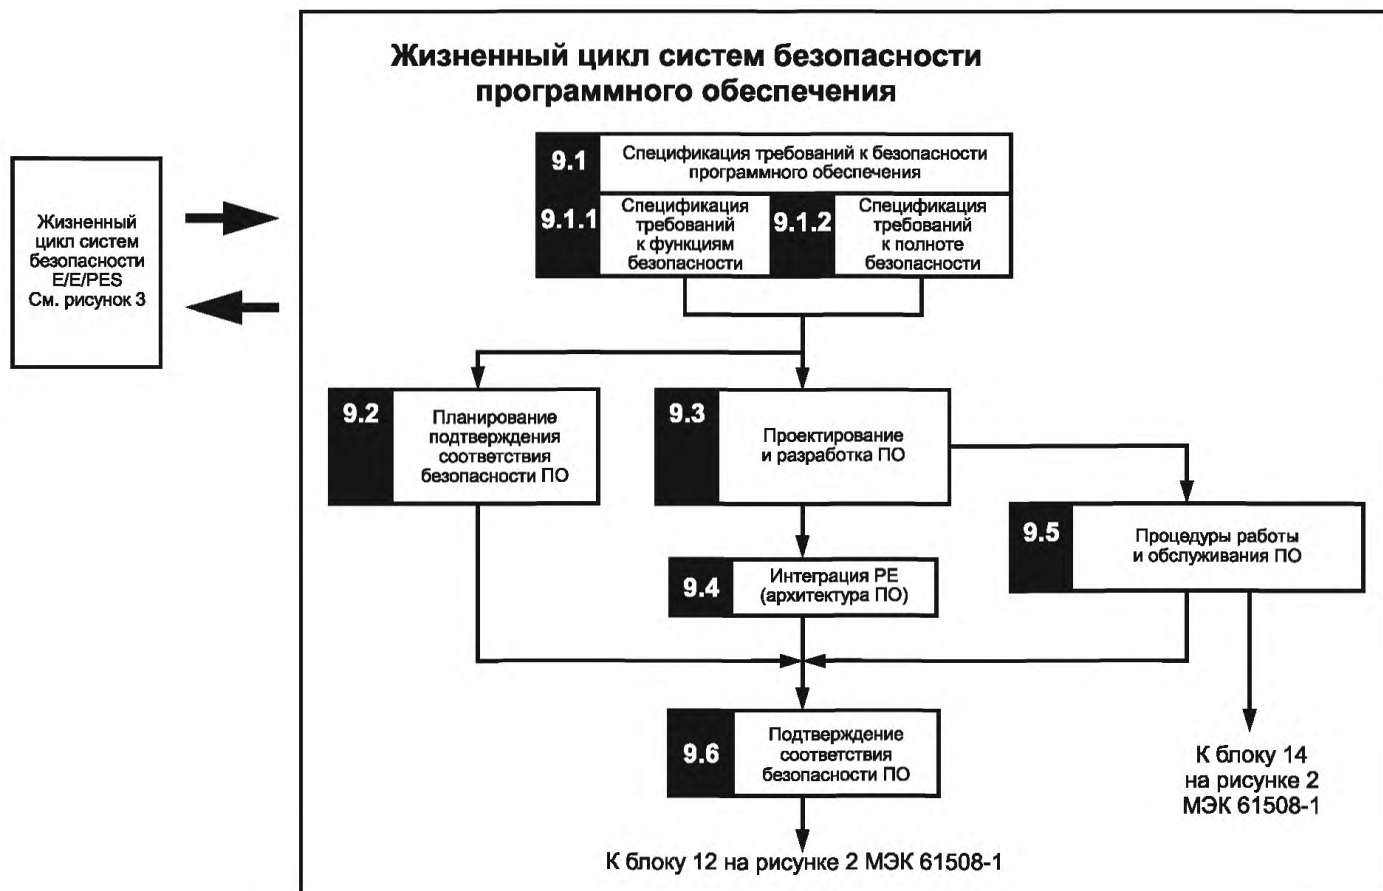 Жизненный цикл систем безопасности
программного обеспечения
Жизненный
цикл систем
безопасности
E/E/PES
См. рисунок 3
9.1
Спецификация требований к безопасности
программного обеспечения
9.1.1
Спецификация
требований
к функциям
безопасности
9.1.2
Спецификация
требований
к полноте
безопасности
9.2
Планирование
подтверждения
соответствия
безопасности ПО
9.3
Проектирование
и разработка ПО
9.4
Интеграция PE
(архитектура ПО)
9.5
Процедуры работы
и обслуживания ПО
9.6
Подтверждение
соответствия
безопасности ПО
К блоку 14
на рисунке 2
МЭК 61508-1
К блоку 12 на рисунке 2 МЭК 61508-1